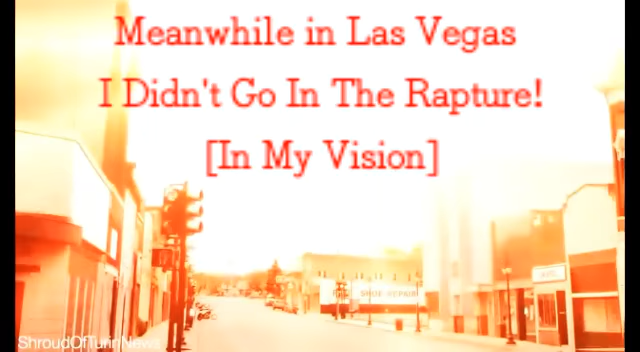 Meanwhile in Las Vegas
I Didn't Go In The Rapture!
[In My Vision]
SHOE REPAIR
ShroudOfTurinNews